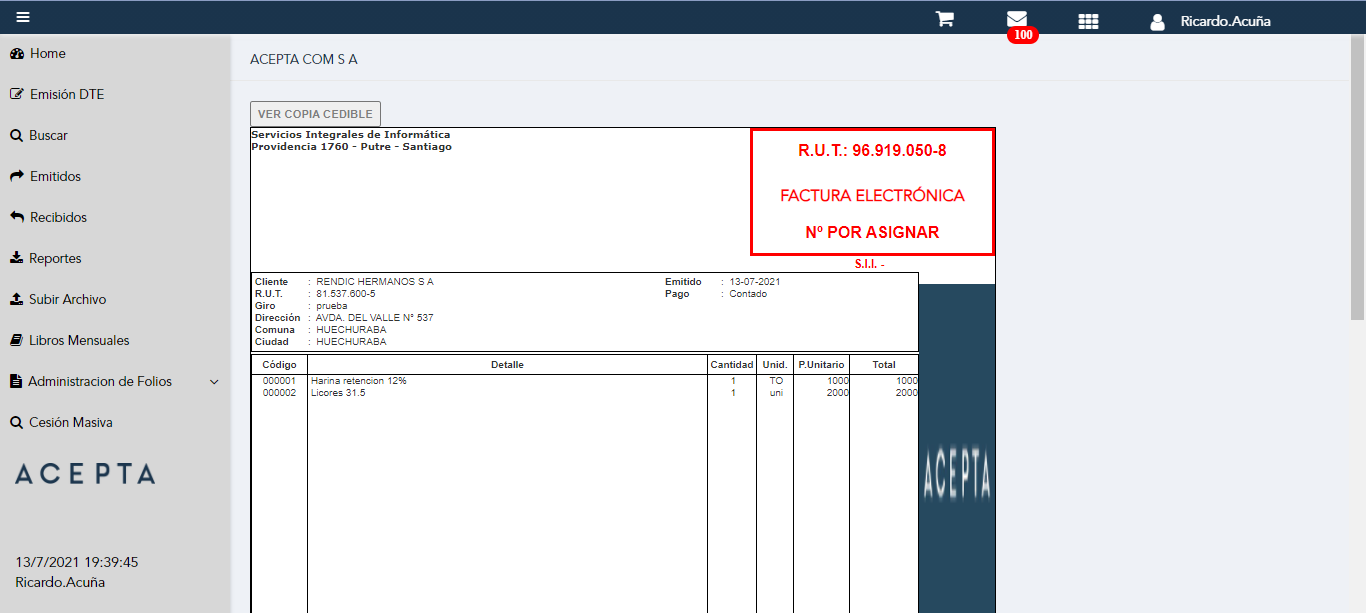 Ricardo.Acuña
100
Home
Emisión DTE
Buscar
Emitidos
Recibidos
Reportes
Subir Archivo
Libros Mensuales
Administracion de Folios
Cesión Masiva
ACEPTA
13/7/2021 19:39:45
Ricardo.Acuña
ACEPTA COM S A
VER COPIA CEDIBLE
Servicios Integrales de Informática
Providencia 1760 - Putre - Santiago
R.U.T.: 96.919.050-8
FACTURA ELECTRÓNICA
Nº POR ASIGNAR
S.I.I. -
Cliente : RENDIC HERMANOS S A Emitido : 13-07-2021
R.U.T. : 81.537.600-5 Pago : Contado
Giro : prueba
Dirección : AVDA. DEL VALLE N° 537
Comuna : HUECHURABA
Ciudad : HUECHURABA
Código Detalle Cantidad Unid. P.Unitario Total
000001 Harina retencion 12% 1 TO 1000 1000
000002 Licores 31.5 1 uni 2000 2000
ACEPTA